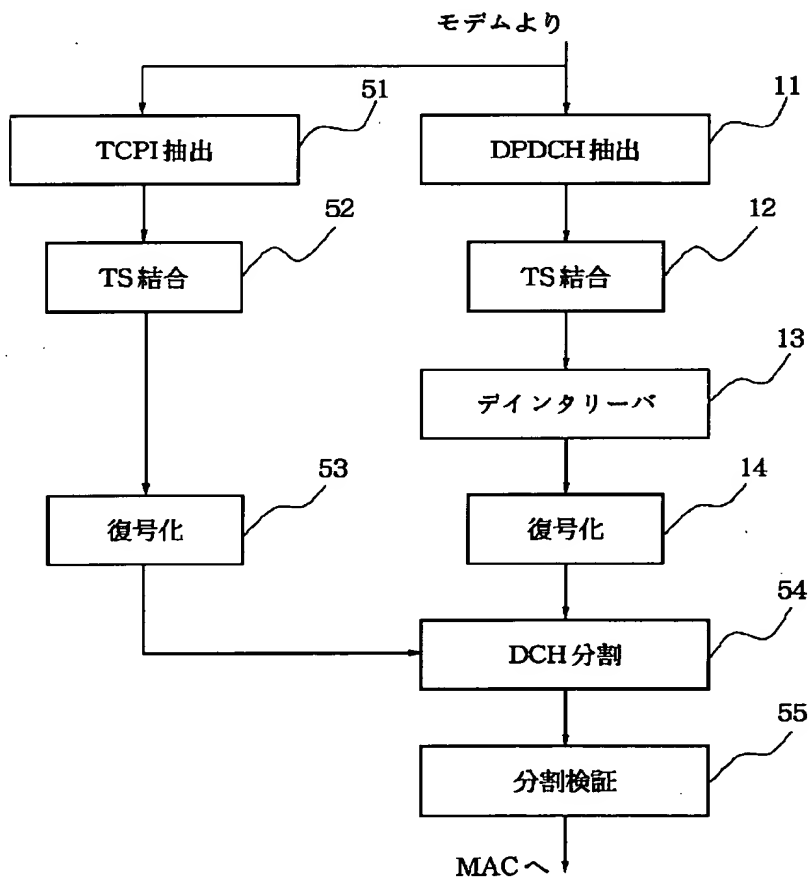 モデムより
51
11
TCPI抽出
DPDCH抽出
52
12
TS結合
TS結合
13
デインタリーバ
53
14
復号化
復号化
54
DCH分割
55
分割検証
MACへ